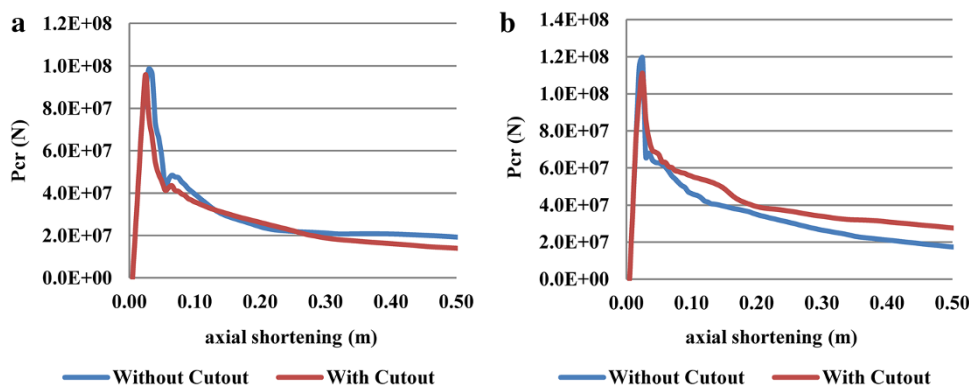 a
1.2E+08
1.0E+08
8.0E+07
6.0E+07
4.0E+07
2.0E+07
0.0E+00
Pcr (N)
0.00 0.10 0.20 0.30 0.40 0.50
axial shortening (m)
Without Cutout With Cutout
b
1.4E+08
1.2E+08
1.0E+08
8.0E+07
6.0E+07
4.0E+07
2.0E+07
0.0E+00
Pcr (N)
0.00 0.10 0.20 0.30 0.40 0.50
axial shortening (m)
Without Cutout With Cutout